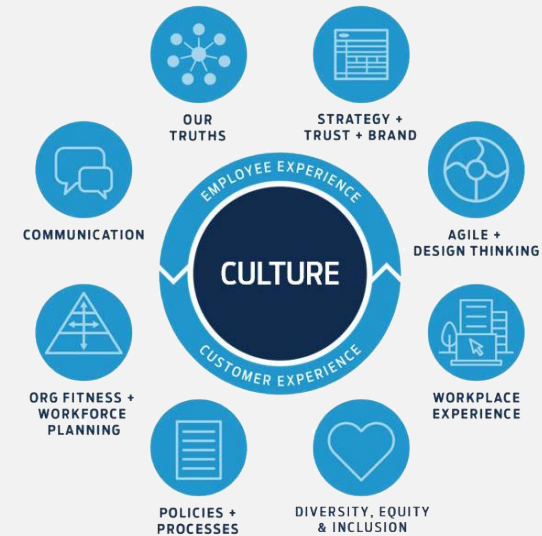 OUR
TRUTHS
STRATEGY +
TRUST + BRAND
COMMUNICATION
EMPLOYEE EXPERIENCE
AGILE +
DESIGN THINKING
CULTURE
CUSTOMER EXPERIENCE
ORG FITNESS +
WORKFORCE
PLANNING
WORKPLACE
EXPERIENCE
POLICIES +
PROCESSES
DIVERSITY, EQUITY
& INCLUSION